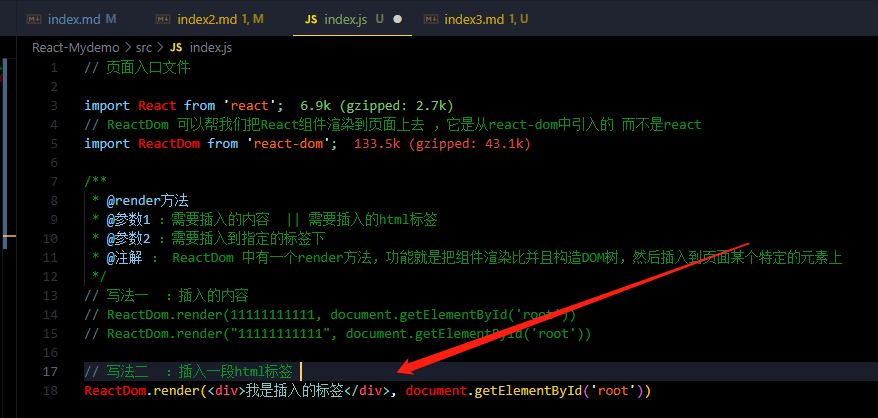 index.md M index2.md 1, M JS index.js U index3.md 1, U
React-Mydemo > src > JS index.js
1 // 页面入口文件
2
3 import React from 'react'; 6.9k (gzipped: 2.7k)
4 // ReactDom 可以帮我们把React组件渲染到页面上去 ，它是从react-dom中引入的 而不是react
5 import ReactDom from 'react-dom'; 133.5k (gzipped: 43.1k)
6
7 /**
8 * @render方法
9 * @参数1 ：需要插入的内容 || 需要插入的html标签
10 * @参数2 ：需要插入到指定的标签下
11 * @注解 ： ReactDom 中有一个render方法，功能就是把组件渲染比并且构造DOM树，然后插入到页面某个特定的元素上
12 */
13 // 写法一 ：插入的内容
14 // ReactDom.render(11111111111, document.getElementById('root'))
15 // ReactDom.render("11111111111", document.getElementById('root'))
16
17 // 写法二 ：插入一段html标签
18 ReactDom.render(<div>我是插入的标签</div>, document.getElementById('root'))